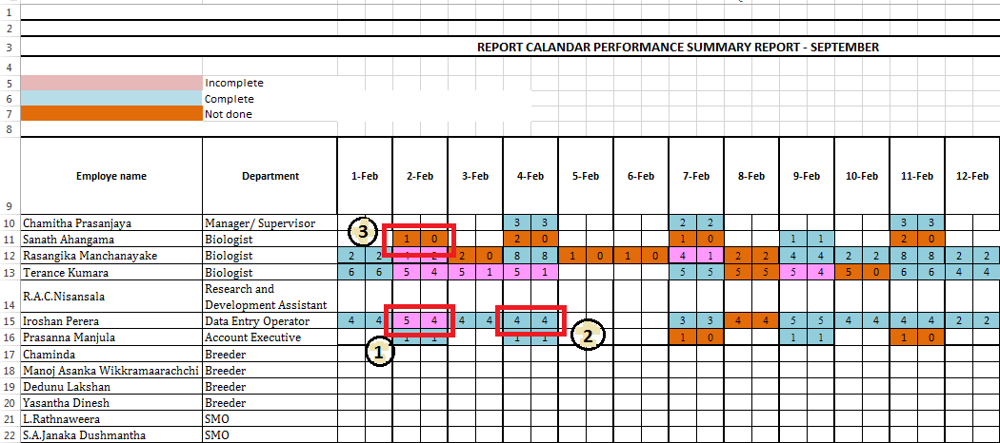 1
2
3 REPORT CALANDAR PERFORMANCE SUMMARY REPORT - SEPTEMBER
4
5 Incomplete
6 Complete
7 Not done
8
9 Employe name Department 1-Feb 2-Feb 3-Feb 4-Feb 5-Feb 6-Feb 7-Feb 8-Feb 9-Feb 10-Feb 11-Feb 12-Feb
10 Chamitha Prasanjaya Manager/ Supervisor 3 3 2 2 3 3
11 Sanath Ahangama Biologist 3 1 0 2 0 1 0 1 1 2 0
12 Rasangika Manchanayake Biologist 2 2 2 0 8 8 1 0 1 0 4 1 2 2 4 4 2 2 8 8 2 2
13 Terance Kumara Biologist 6 6 5 4 5 1 5 1 5 5 5 5 5 4 5 0 6 6 4 4
14 R.A.C.Nisansala Research and
Development Assistant
15 Iroshan Perera Data Entry Operator 4 4 5 4 4 4 4 4 3 3 4 4 5 5 4 4 4 4 2 2
16 Prasanna Manjula Account Executive 1 1 1 1 2 1 0 1 1 1 0
17 Chaminda Breeder 1
18 Manoj Asanka Wikkramaarachchi Breeder
19 Dedunu Lakshan Breeder
20 Yasantha Dinesh Breeder
21 L.Rathnaweera SMO
22 S.A.Janaka Dushmantha SMO